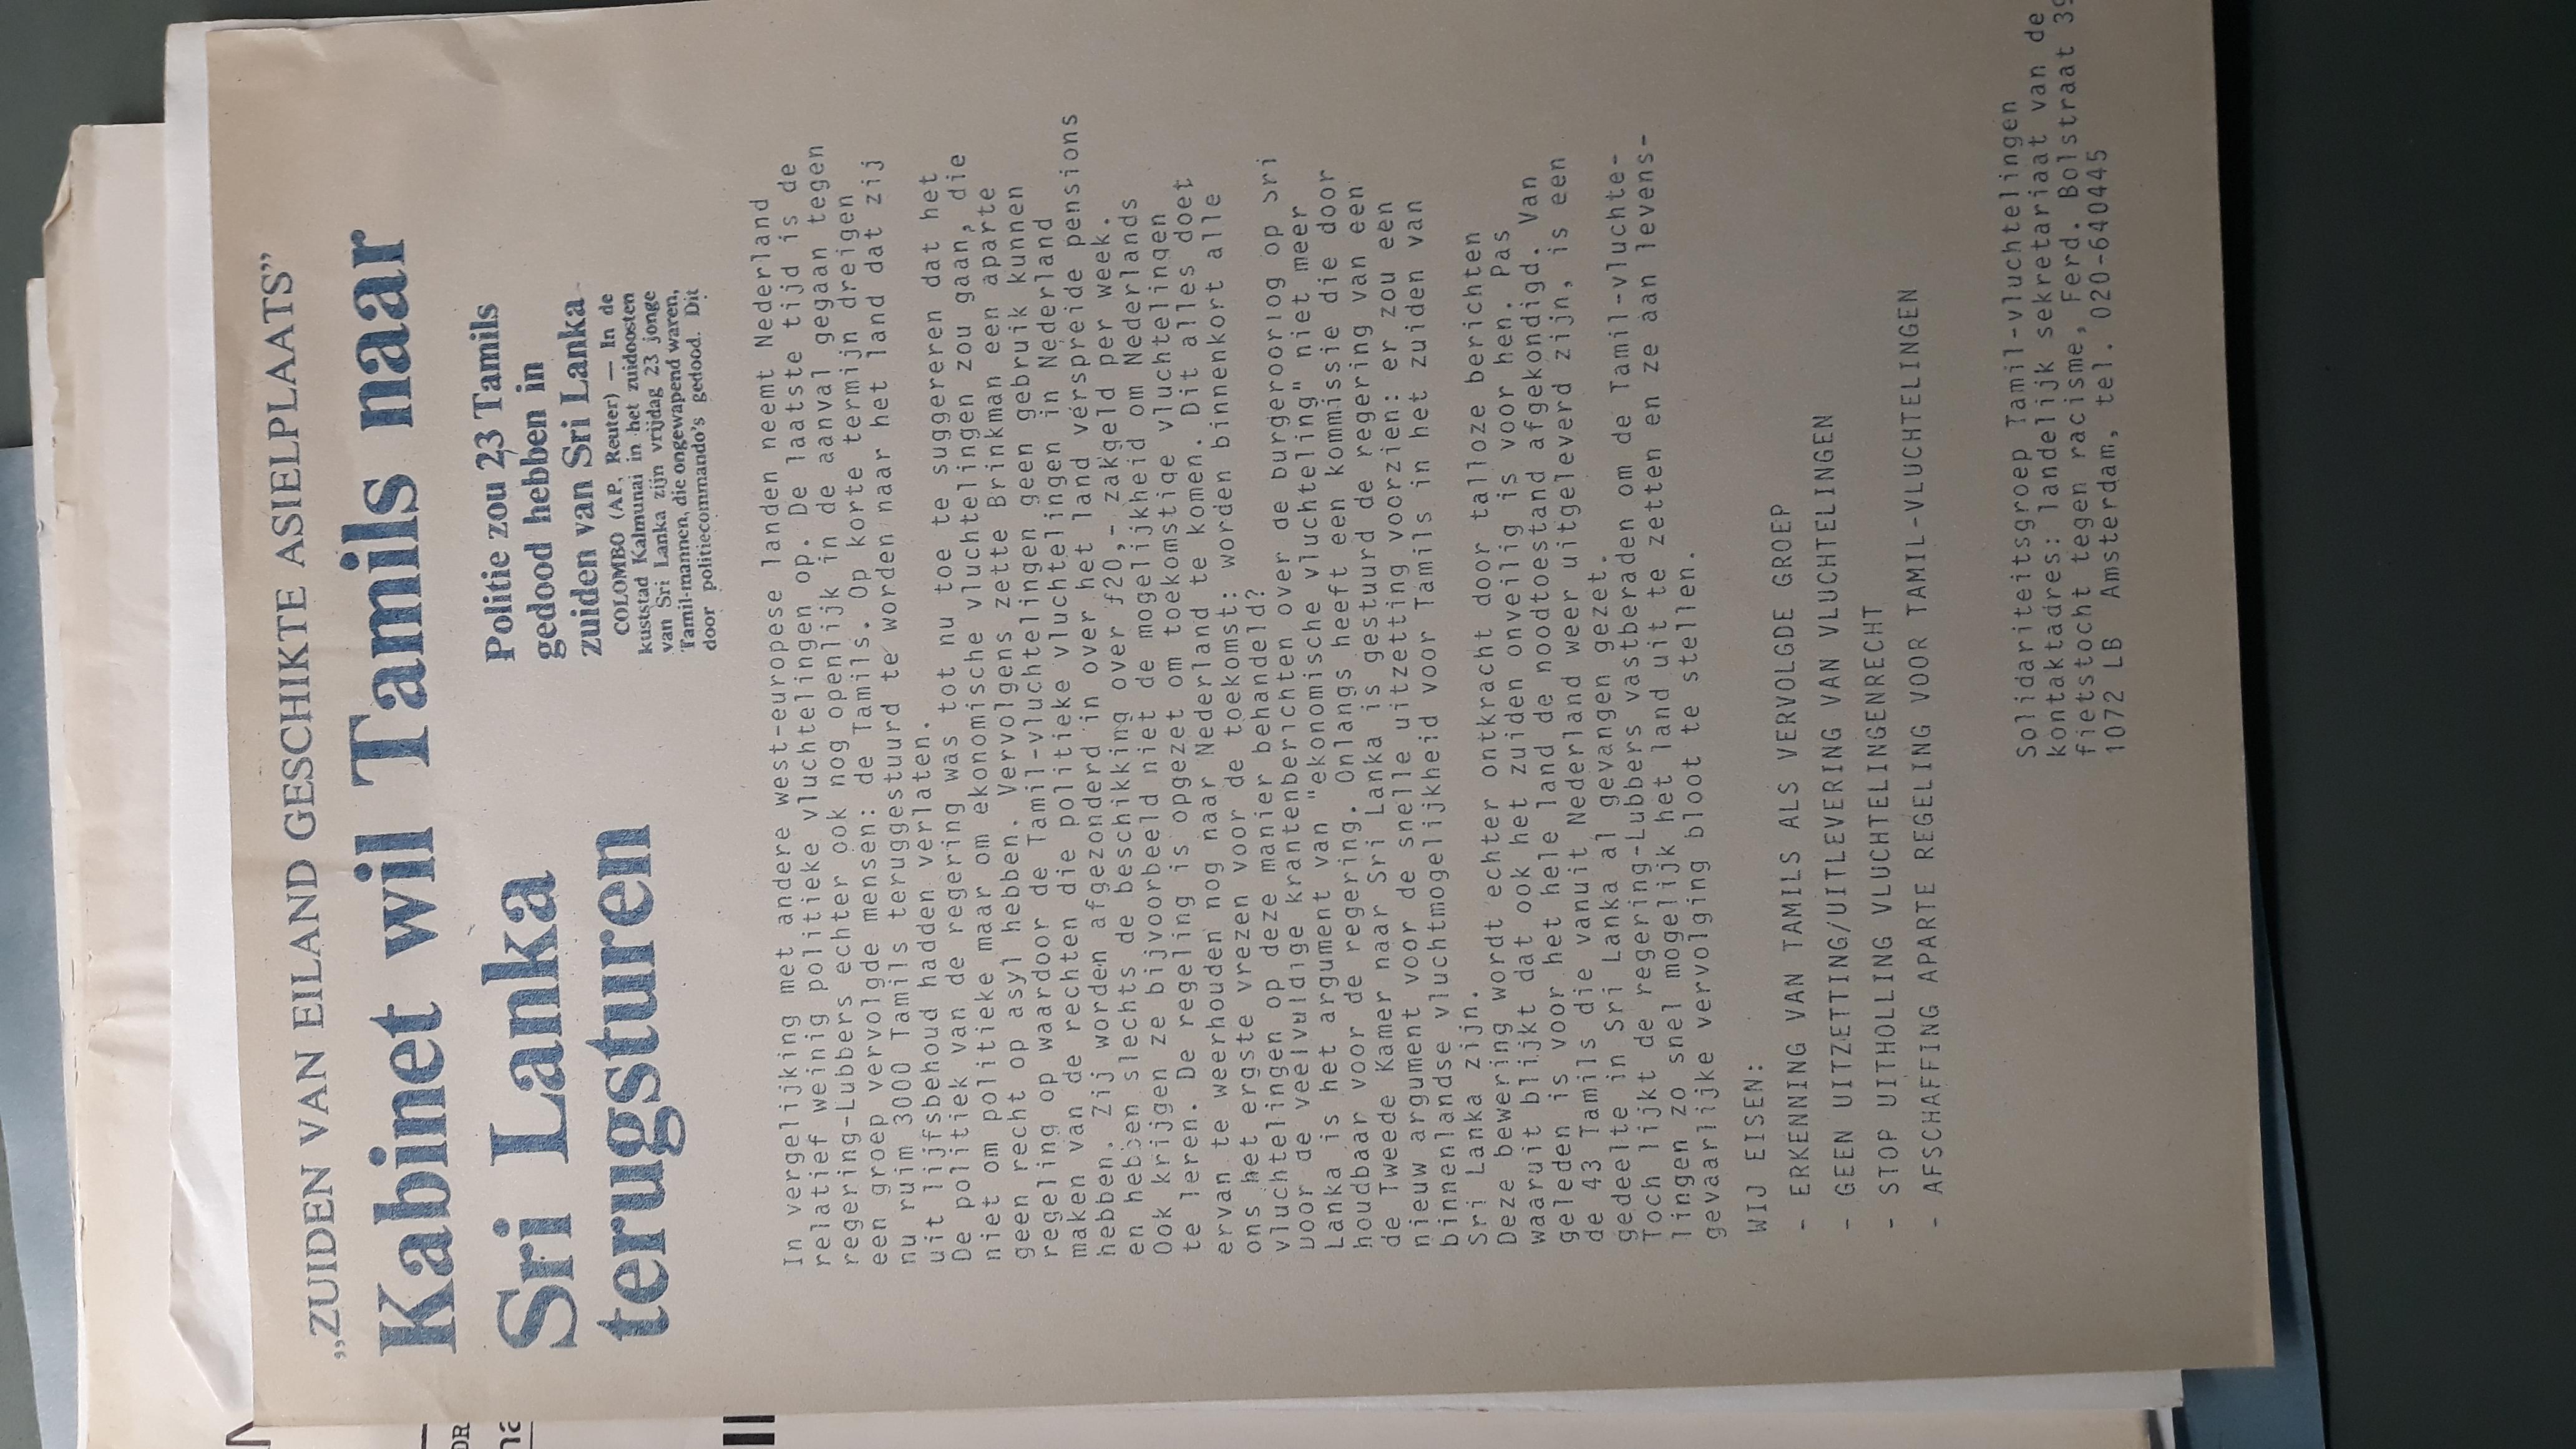 „ZUIDEN VAN EILAND GESCHIKTE ASIELPLAATS”
Kabinet wil Tamils naar
Sri Lanka
terugsturen
Politie zou 23 Tamils
gedood hebben in
zuiden van Sri Lanka
COLOMBO (AP, Reuter) — In de
kuststad Kalmunai in het zuidoosten
van Sri Lanka zijn vrijdag 23 jonge
Tamil-mannen, die ongewapend waren,
door politiecommando's gedood. Dit
In vergelijking met andere west-europese landen neemt Nederland
relatief weinig politieke vluchtelingen op. De laatste tijd is de
regering-Lubbers echter ook nog openlijk in de aanval gegaan tegen
een groep vervolgde mensen: de Tamils. Op korte termijn dreigen
nu ruim 3000 Tamils teruggestuurd te worden naar het land dat zij
uit lijfsbehoud hadden verlaten.
De politiek van de regering was tot nu toe te suggereren dat het
niet om politieke maar om ekonomische vluchtelingen zou gaan, die
geen recht op asyl hebben. Vervolgens zette Brinkman een aparte
regeling op waardoor de Tamil-vluchtelingen geen gebruik kunnen
maken van de rechten die politieke vluchtelingen in Nederland
hebben. Zij worden afgezonderd in over het land verspreide pensions
en hebben slechts de beschikking over ƒ20,- zakgeld per week.
Ook krijgen ze bijvoorbeeld niet de mogelijkheid om Nederlands
te leren. De regeling is opgezet om toekomstige vluchtelingen
ervan te weerhouden nog naar Nederland te komen. Dit alles doet
ons het ergste vrezen voor de toekomst: worden binnenkort alle
vluchtelingen op deze manier behandeld?
Door de veelvuldige krantenberichten over de burgeroorlog op Sri
Lanka is het argument van "ekonomische vluchteling" niet meer
houdbaar voor de regering. Onlangs heeft een kommissie die door
de Tweede Kamer naar Sri Lanka is gestuurd de regering van een
nieuw argument voor de snelle uitzetting voorzien: er zou een
binnenlandse vluchtmogelijkheid voor Tamils in het zuiden van
Sri Lanka zijn.
Deze bewering wordt echter ontkracht door talloze berichten
waaruit blijkt dat ook het zuiden onveilig is voor hen. Pas
geleden is voor het hele land de noodtoestand afgekondigd. Van
de 43 Tamils die vanuit Nederland weer uitgeleverd zijn, is een
gedeelte in Sri Lanka al gevangen gezet.
Toch lijkt de regering-Lubbers vastberaden om de Tamil-vluchte-
lingen zo snel mogelijk het land uit te zetten en ze aan levens-
gevaarlijke vervolging bloot te stellen.
WIJ EISEN:
- ERKENNING VAN TAMILS ALS VERVOLGDE GROEP
- GEEN UITZETTING/UITLEVERING VAN VLUCHTELINGEN
- STOP UITHOLLING VLUCHTELINGENRECHT
- AFSCHAFFING APARTE REGELING VOOR TAMIL-VLUCHTELINGEN
Solidariteitsgroep Tamil-vluchtelingen
kontaktadres: landelijk sekretariaat van de
fietstocht tegen racisme, Ferd. Bolstraat 39
1072 LB Amsterdam, tel. 020-640445